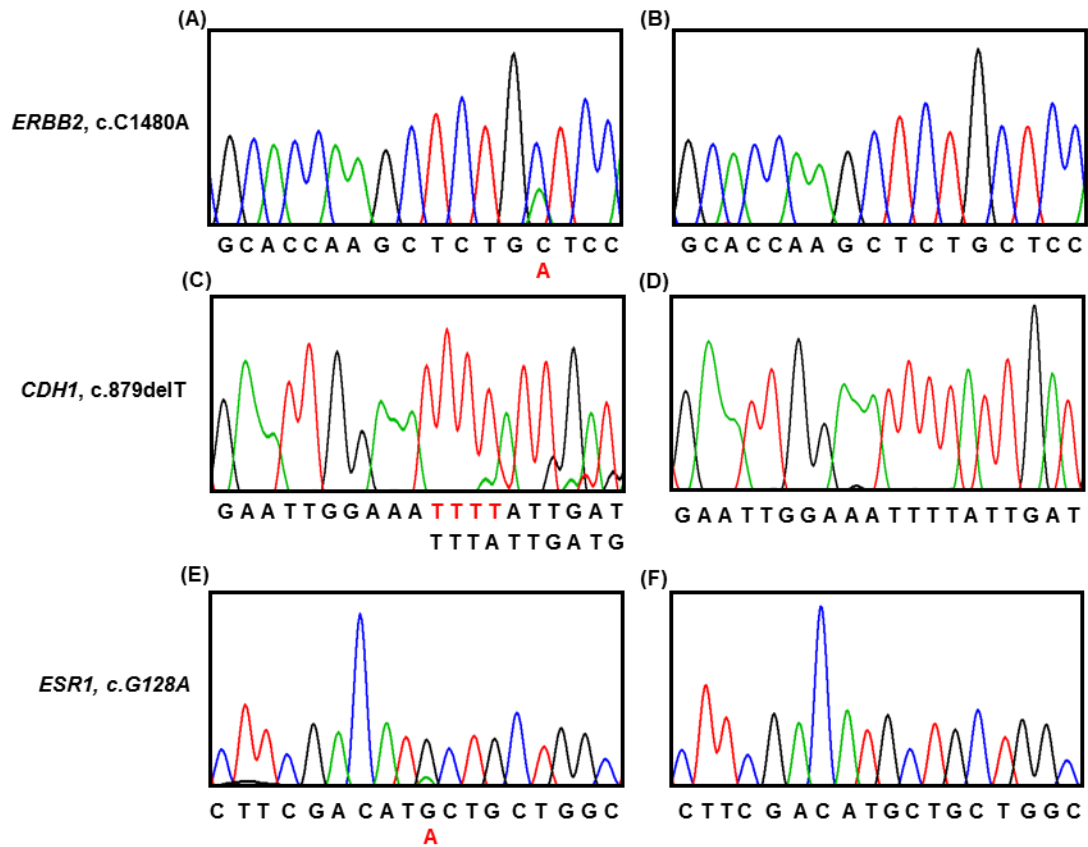 (A) (B)
ERBB2, c.C1480A
G C A C C A A G C T C T G C T C C
G C A C C A A G C T C T G C T C C
A
(C) (D)
CDH1, c.879delT
G A A T T G G A A A T T T T A T T G A T
G A A T T G G A A A T T T T A T T G A T
T T T A T T G A T G
(E) (F)
ESR1, c.G128A
C T T C G A C A T G C T G C T G G C
C T T C G A C A T G C T G C T G G C
A